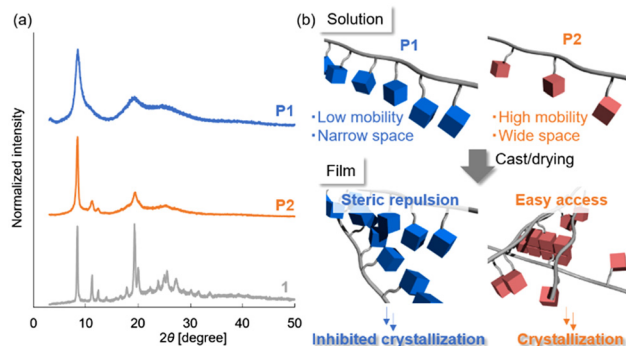 (a)
P1
P2
1
Normalized intensity
0 10 20 30 40 50
2θ [degree]
(b)
Solution
P1
P2
・Low mobility
・Narrow space
・High mobility
・Wide space
Cast/drying
Film
Steric repulsion
Easy access
Inhibited crystallization
Crystallization